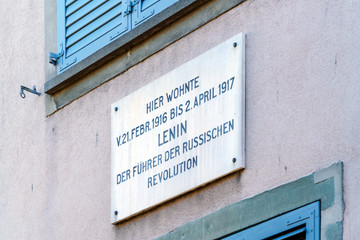 HIER WOHNTE
V.21.FEBR.1916 BIS 2.APRIL.1917
LENIN
DER FÜHRER DER RUSSISCHEN
REVOLUTION